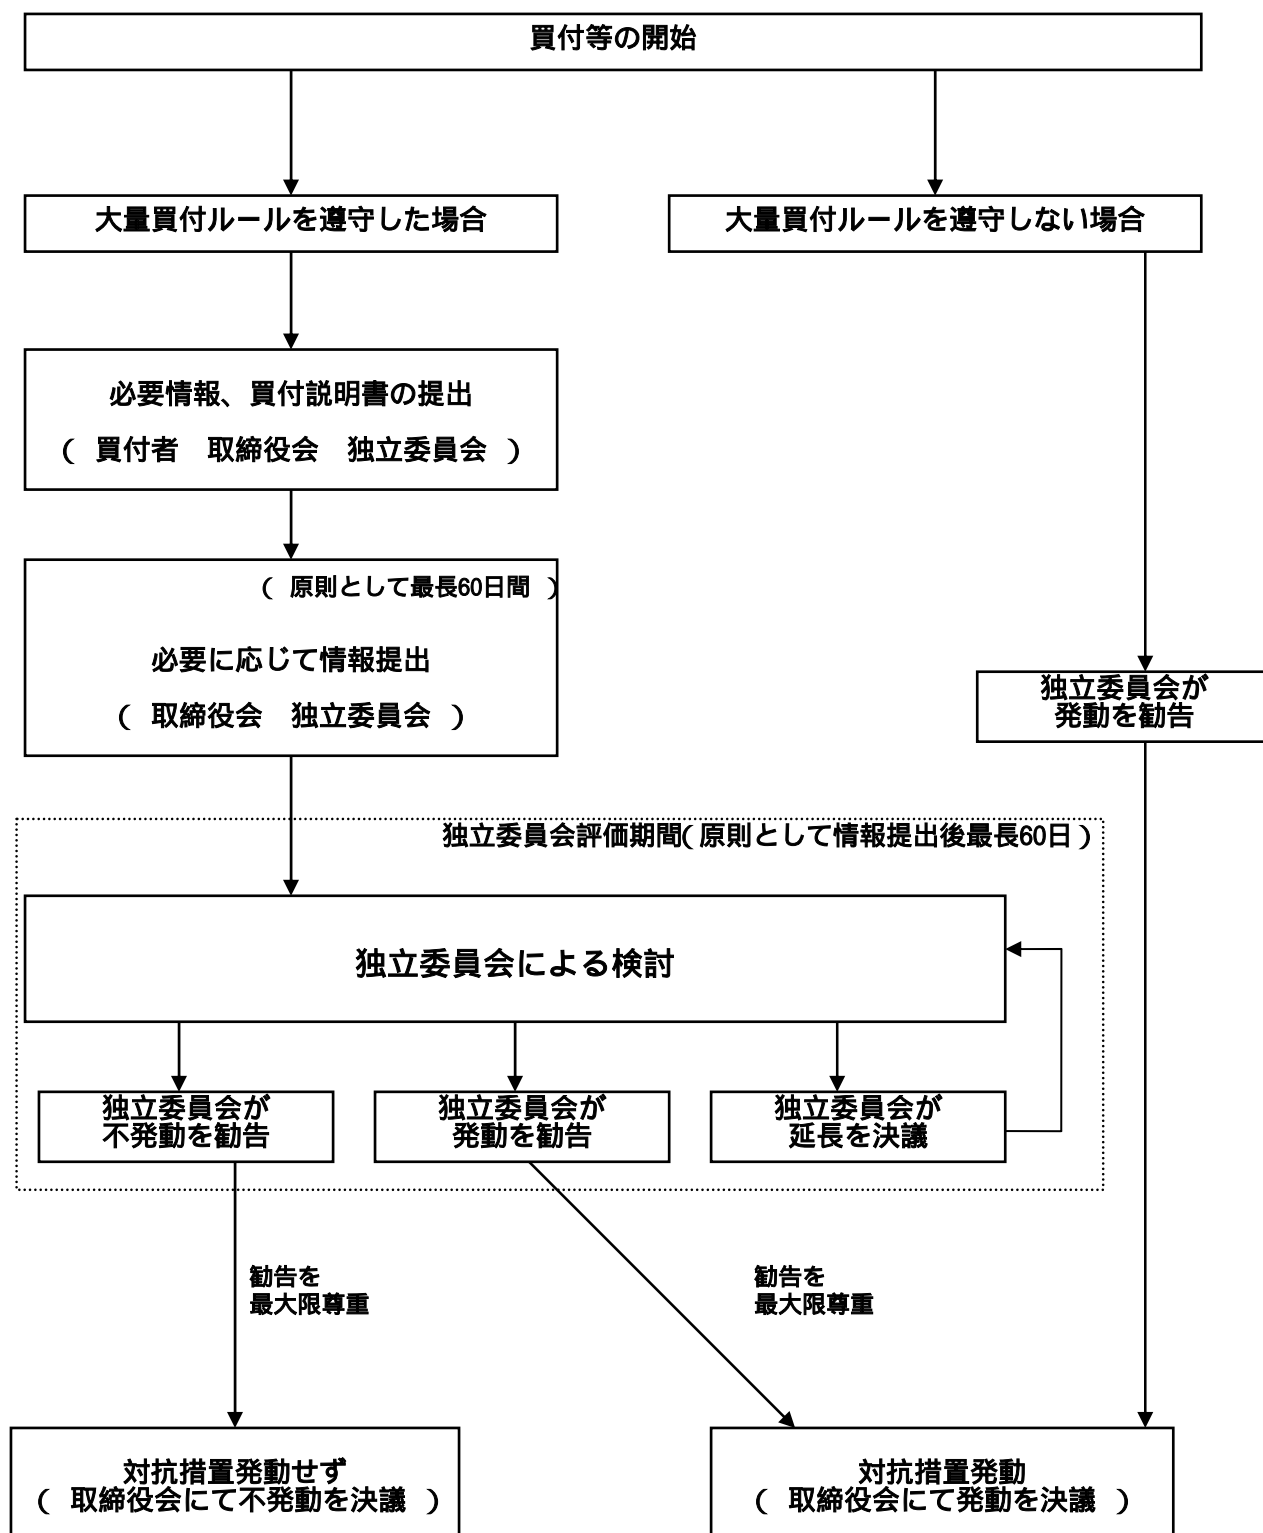 買付等の開始
大量買付ルールを遵守した場合
大量買付ルールを遵守しない場合
必要情報、買付説明書の提出
( 買付者 取締役会 独立委員会 )
( 原則として最長60日間 )
必要に応じて情報提出
( 取締役会 独立委員会 )
独立委員会が
発動を勧告
独立委員会評価期間(原則として情報提出後最長60日)
独立委員会による検討
独立委員会が
不発動を勧告
独立委員会が
発動を勧告
独立委員会が
延長を決議
勧告を
最大限尊重
勧告を
最大限尊重
対抗措置発動せず
( 取締役会にて不発動を決議 )
対抗措置発動
( 取締役会にて発動を決議 )